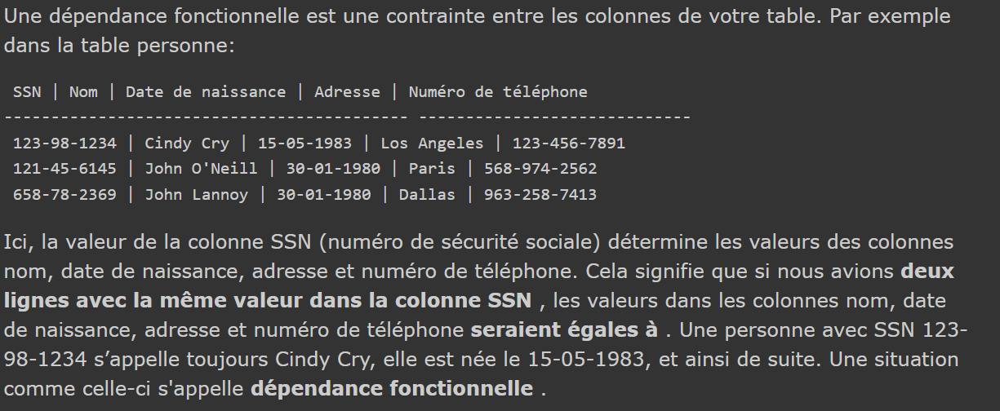 Une dépendance fonctionnelle est une contrainte entre les colonnes de votre table. Par exemple
dans la table personne:
SSN | Nom | Date de naissance | Adresse | Numéro de téléphone
------------------------------------------- -----------------------------
123-98-1234 | Cindy Cry | 15-05-1983 | Los Angeles | 123-456-7891
121-45-6145 | John O'Neill | 30-01-1980 | Paris | 568-974-2562
658-78-2369 | John Lannoy | 30-01-1980 | Dallas | 963-258-7413
Ici, la valeur de la colonne SSN (numéro de sécurité sociale) détermine les valeurs des colonnes
nom, date de naissance, adresse et numéro de téléphone. Cela signifie que si nous avions deux
lignes avec la même valeur dans la colonne SSN , les valeurs dans les colonnes nom, date
de naissance, adresse et numéro de téléphone seraient égales à . Une personne avec SSN 123-
98-1234 s’appelle toujours Cindy Cry, elle est née le 15-05-1983, et ainsi de suite. Une situation
comme celle-ci s'appelle dépendance fonctionnelle .